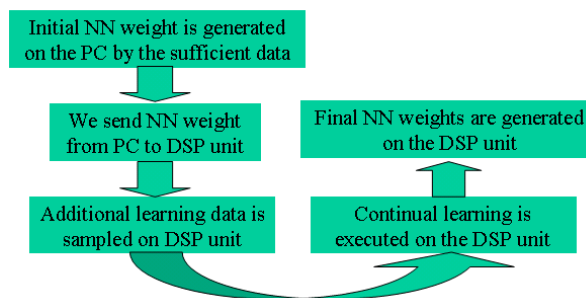 Initial NN weight is generated
on the PC by the sufficient data
We send NN weight
from PC to DSP unit
Additional learning data is
sampled on DSP unit
Continual learning is
executed on the DSP unit
Final NN weights are generated
on the DSP unit